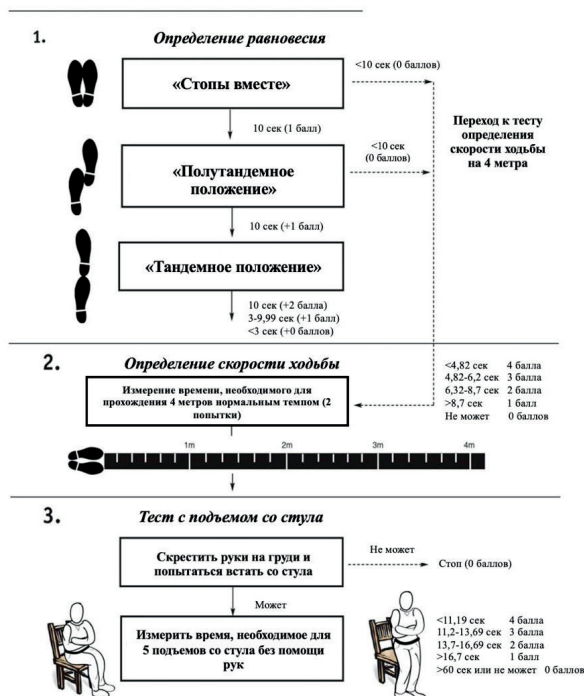 1.
Определение равновесия
«Стопы вместе»
<10 сек (0 баллов)
10 сек (1 балл)
Переход к тесту
определения
скорости ходьбы
на 4 метра
«Полутандемное
положение»
<10 сек
(0 баллов)
10 сек (+1 балл)
«Тандемное положение»
10 сек (+2 балла)
3-9,99 сек (+1 балл)
<3 сек (+0 баллов)
2.
Определение скорости ходьбы
Измерение времени, необходимого для
прохождения 4 метров нормальным темпом (2
попытки)
<4,82 сек 4 балла
4,82-6,2 сек 3 балла
6,32-8,7 сек 2 балла
>8,7 сек 1 балл
Не может 0 баллов
1m 2m 3m 4m
3.
Тест с подъемом со стула
Скрестить руки на груди и
попытаться встать со стула
Не может
Стоп (0 баллов)
Может
Измерить время, необходимое для
5 подъемов со стула без помощи
рук
<11,19 сек 4 балла
11,2-13,69 сек 3 балла
13,7-16,69 сек 2 балла
>16,7 сек 1 балл
>60 сек или не может 0 баллов